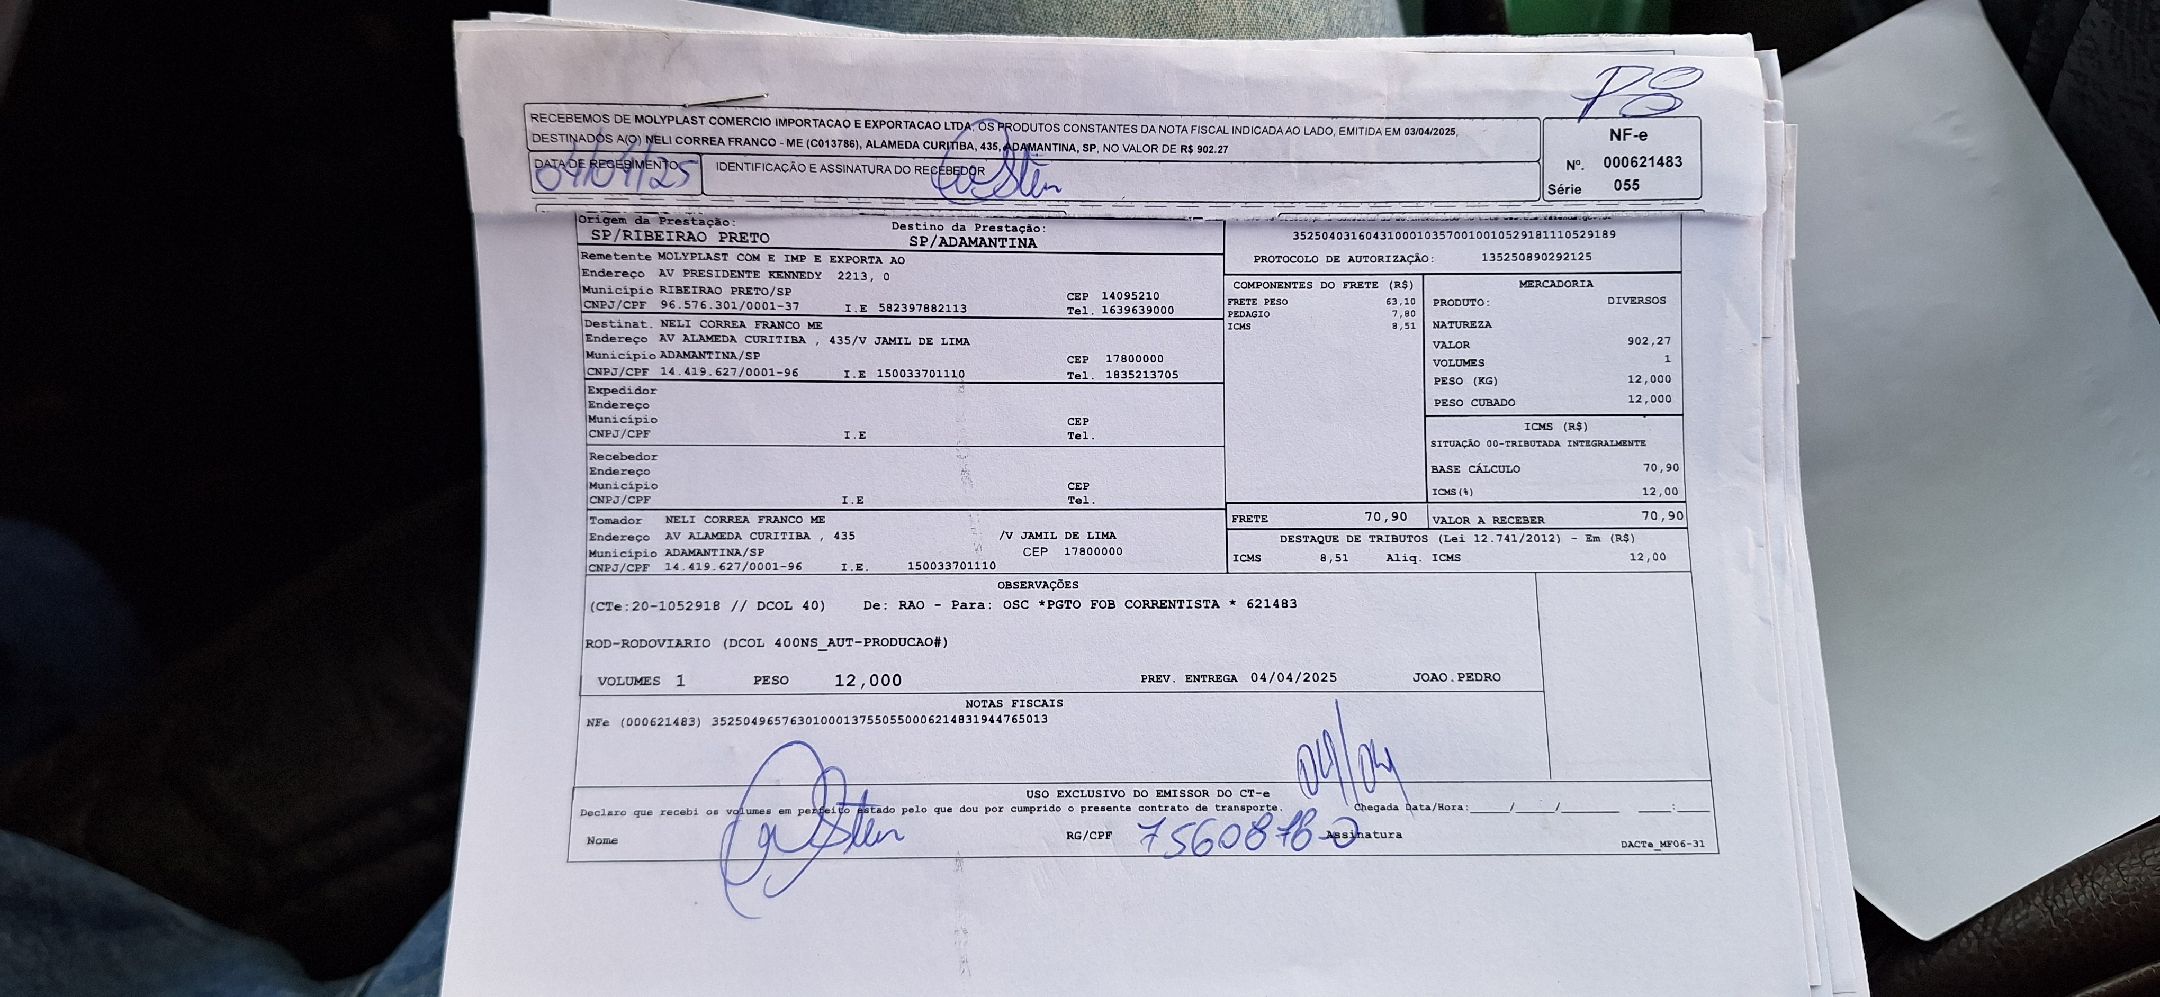 P8
RECEBEMOS DE MOLYPLAST COMERCIO IMPORTACAO E EXPORTACAO LTDA, OS PRODUTOS CONSTANTES DA NOTA FISCAL INDICADA AO LADO, EMITIDA EM 03/04/2025,
DESTINADOS A(O) NELI CORREA FRANCO - ME (C013786), ALAMEDA CURITIBA, 435, ADAMANTINA, SP, NO VALOR DE R$ 902.27
NF-e
Nº. 000621483
Série 055
DATA DE RECEBIMENTO
04/04/25
IDENTIFICAÇÃO E ASSINATURA DO RECEBEDOR
Origem da Prestação: Destino da Prestação:
SP/RIBEIRAO PRETO SP/ADAMANTINA
35250403160431000103570010010529181110529189
PROTOCOLO DE AUTORIZAÇÃO: 135250890292125
Remetente MOLYPLAST COM E IMP E EXPORTA AO
Endereço AV PRESIDENTE KENNEDY 2213, 0
Município RIBEIRAO PRETO/SP CEP 14095210
CNPJ/CPF 96.576.301/0001-37 I.E 582397882113 Tel. 1639639000
Destinat. NELI CORREA FRANCO ME
Endereço AV ALAMEDA CURITIBA , 435/V JAMIL DE LIMA
Município ADAMANTINA/SP CEP 17800000
CNPJ/CPF 14.419.627/0001-96 I.E 150033701110 Tel. 1835213705
Expedidor
Endereço
Município CEP
CNPJ/CPF I.E Tel.
Recebedor
Endereço
Município CEP
CNPJ/CPF I.E Tel.
Tomador NELI CORREA FRANCO ME
Endereço AV ALAMEDA CURITIBA , 435 /V JAMIL DE LIMA
Município ADAMANTINA/SP CEP 17800000
CNPJ/CPF 14.419.627/0001-96 I.E. 150033701110
COMPONENTES DO FRETE (R$)
FRETE PESO 63,10
PEDAGIO 7,80
ICMS 8,51
MERCADORIA
PRODUTO: DIVERSOS
NATUREZA
VALOR 902,27
VOLUMES 1
PESO (KG) 12,000
PESO CUBADO 12,000
ICMS (R$)
SITUAÇÃO 00-TRIBUTADA INTEGRALMENTE
BASE CÁLCULO 70,90
ICMS(%) 12,00
FRETE 70,90 VALOR A RECEBER 70,90
DESTAQUE DE TRIBUTOS (Lei 12.741/2012) - Em (R$)
ICMS 8,51 Aliq. ICMS 12,00
OBSERVAÇÕES
(CTe:20-1052918 // DCOL 40) De: RAO - Para: OSC *PGTO FOB CORRENTISTA * 621483
ROD-RODOVIARIO (DCOL 400NS_AUT-PRODUCAO#)
VOLUMES 1 PESO 12,000 PREV. ENTREGA 04/04/2025 JOAO.PEDRO
NOTAS FISCAIS
NFe (000621483) 35250496576301000137550550006214831944765013
04/04
USO EXCLUSIVO DO EMISSOR DO CT-e
Declaro que recebi os volumes em perfeito estado pelo que dou por cumprido o presente contrato de transporte. Chegada Data/Hora:____/____/________ ____:____
Nome RG/CPF 7560878-0 Assinatura
DACTe_MF06-31